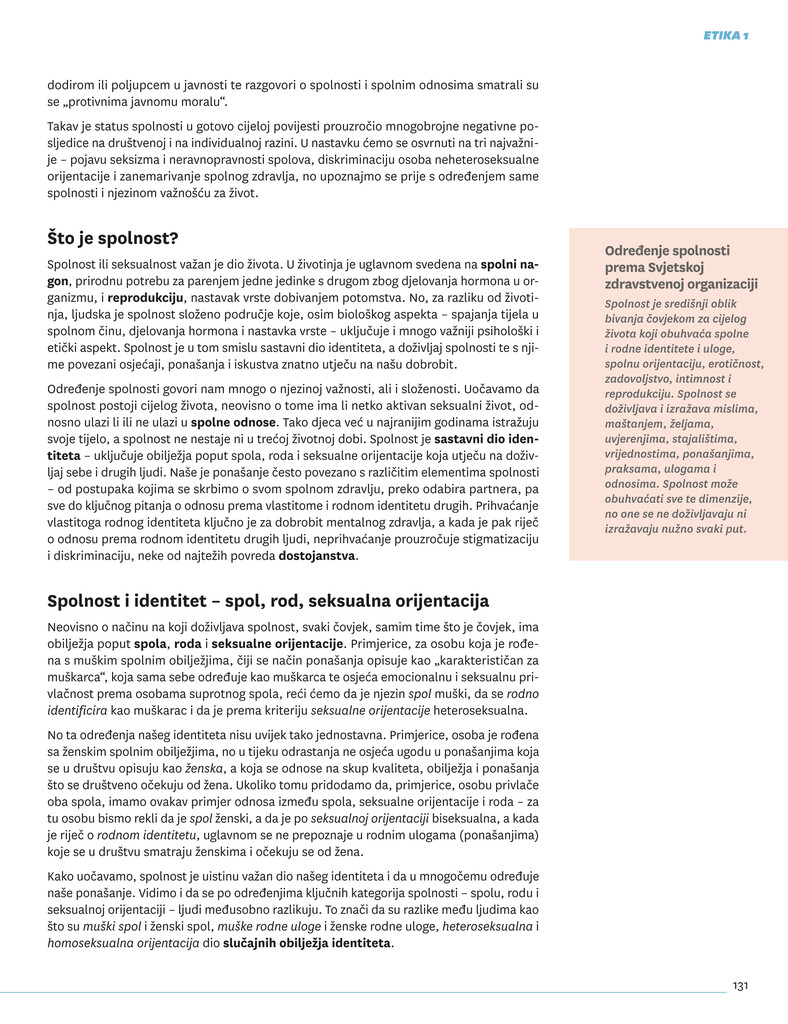 ETIKA 1
dodirom ili poljupcem u javnosti te razgovori o spolnosti i spolnim odnosima smatrali su
se „protivnima javnomu moralu“.
Takav je status spolnosti u gotovo cijeloj povijesti prouzročio mnogobrojne negativne po-
sljedice na društvenoj i na individualnoj razini. U nastavku ćemo se osvrnuti na tri najvažni-
je – pojavu seksizma i neravnopravnosti spolova, diskriminaciju osoba neheteroseksualne
orijentacije i zanemarivanje spolnog zdravlja, no upoznajmo se prije s određenjem same
spolnosti i njezinom važnošću za život.
Što je spolnost?
Spolnost ili seksualnost važan je dio života. U životinja je uglavnom svedena na spolni na-
gon, prirodnu potrebu za parenjem jedne jedinke s drugom zbog djelovanja hormona u or-
ganizmu, i reprodukciju, nastavak vrste dobivanjem potomstva. No, za razliku od životi-
nja, ljudska je spolnost složeno područje koje, osim biološkog aspekta – spajanja tijela u
spolnom činu, djelovanja hormona i nastavka vrste – uključuje i mnogo važniji psihološki i
etički aspekt. Spolnost je u tom smislu sastavni dio identiteta, a doživljaj spolnosti te s nji-
me povezani osjećaji, ponašanja i iskustva znatno utječu na našu dobrobit.
Određenje spolnosti govori nam mnogo o njezinoj važnosti, ali i složenosti. Uočavamo da
spolnost postoji cijelog života, neovisno o tome ima li netko aktivan seksualni život, od-
nosno ulazi li ili ne ulazi u spolne odnose. Tako djeca već u najranijim godinama istražuju
svoje tijelo, a spolnost ne nestaje ni u trećoj životnoj dobi. Spolnost je sastavni dio iden-
titeta – uključuje obilježja poput spola, roda i seksualne orijentacije koja utječu na doživ-
ljaj sebe i drugih ljudi. Naše je ponašanje često povezano s različitim elementima spolnosti
– od postupaka kojima se skrbimo o svom spolnom zdravlju, preko odabira partnera, pa
sve do ključnog pitanja o odnosu prema vlastitome i rodnom identitetu drugih. Prihvaćanje
vlastitoga rodnog identiteta ključno je za dobrobit mentalnog zdravlja, a kada je pak riječ
o odnosu prema rodnom identitetu drugih ljudi, neprihvaćanje prouzročuje stigmatizaciju
i diskriminaciju, neke od najtežih povreda dostojanstva.
Određenje spolnosti
prema Svjetskoj
zdravstvenoj organizaciji
Spolnost je središnji oblik
bivanja čovjekom za cijelog
života koji obuhvaća spolne
i rodne identitete i uloge,
spolnu orijentaciju, erotičnost,
zadovoljstvo, intimnost i
reprodukciju. Spolnost se
doživljava i izražava mislima,
maštanjem, željama,
uvjerenjima, stajalištima,
vrijednostima, ponašanjima,
praksama, ulogama i
odnosima. Spolnost može
obuhvaćati sve te dimenzije,
no one se ne doživljavaju ni
izražavaju nužno svaki put.
Spolnost i identitet – spol, rod, seksualna orijentacija
Neovisno o načinu na koji doživljava spolnost, svaki čovjek, samim time što je čovjek, ima
obilježja poput spola, roda i seksualne orijentacije. Primjerice, za osobu koja je rođe-
na s muškim spolnim obilježjima, čiji se način ponašanja opisuje kao „karakterističan za
muškarca“, koja sama sebe određuje kao muškarca te osjeća emocionalnu i seksualnu pri-
vlačnost prema osobama suprotnog spola, reći ćemo da je njezin spol muški, da se rodno
identificira kao muškarac i da je prema kriteriju seksualne orijentacije heteroseksualna.
No ta određenja našeg identiteta nisu uvijek tako jednostavna. Primjerice, osoba je rođena
sa ženskim spolnim obilježjima, no u tijeku odrastanja ne osjeća ugodu u ponašanjima koja
se u društvu opisuju kao ženska, a koja se odnose na skup kvaliteta, obilježja i ponašanja
što se društveno očekuju od žena. Ukoliko tomu pridodamo da, primjerice, osobu privlače
oba spola, imamo ovakav primjer odnosa između spola, seksualne orijentacije i roda – za
tu osobu bismo rekli da je spol ženski, a da je po seksualnoj orijentaciji biseksualna, a kada
je riječ o rodnom identitetu, uglavnom se ne prepoznaje u rodnim ulogama (ponašanjima)
koje se u društvu smatraju ženskima i očekuju se od žena.
Kako uočavamo, spolnost je uistinu važan dio našeg identiteta i da u mnogočemu određuje
naše ponašanje. Vidimo i da se po određenjima ključnih kategorija spolnosti – spolu, rodu i
seksualnoj orijentaciji – ljudi međusobno razlikuju. To znači da su razlike među ljudima kao
što su muški spol i ženski spol, muške rodne uloge i ženske rodne uloge, heteroseksualna i
homoseksualna orijentacija dio slučajnih obilježja identiteta.
131